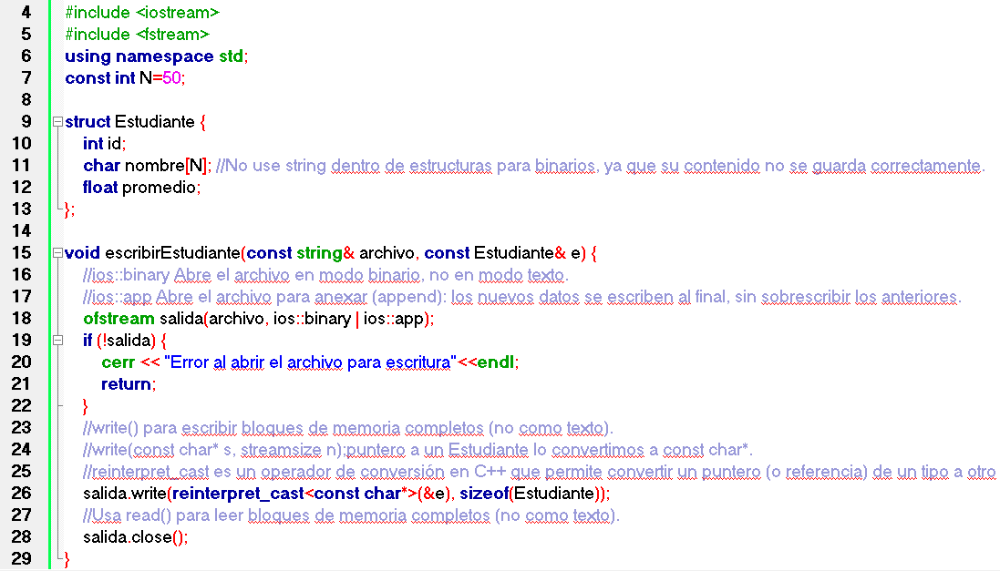 4 #include <iostream>
5 #include <fstream>
6 using namespace std;
7 const int N=50;
8
9 struct Estudiante {
10 int id;
11 char nombre[N]; //No use string dentro de estructuras para binarios, ya que su contenido no se guarda correctamente.
12 float promedio;
13 };
14
15 void escribirEstudiante(const string& archivo, const Estudiante& e) {
16 //ios::binary Abre el archivo en modo binario, no en modo texto.
17 //ios::app Abre el archivo para anexar (append): los nuevos datos se escriben al final, sin sobrescribir los anteriores.
18 ofstream salida(archivo, ios::binary | ios::app);
19 if (!salida) {
20 cerr << "Error al abrir el archivo para escritura"<<endl;
21 return;
22 }
23 //write() para escribir bloques de memoria completos (no como texto).
24 //write(const char* s, streamsize n):puntero a un Estudiante lo convertimos a const char*.
25 //reinterpret_cast es un operador de conversión en C++ que permite convertir un puntero (o referencia) de un tipo a otro
26 salida.write(reinterpret_cast<const char*>(&e), sizeof(Estudiante));
27 //Usa read() para leer bloques de memoria completos (no como texto).
28 salida.close();
29 }